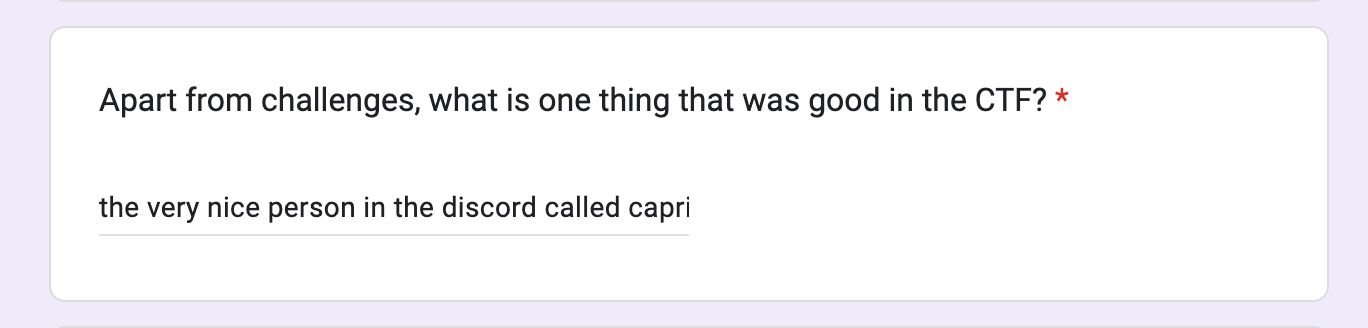 Apart from challenges, what is one thing that was good in the CTF? *
the very nice person in the discord called capri